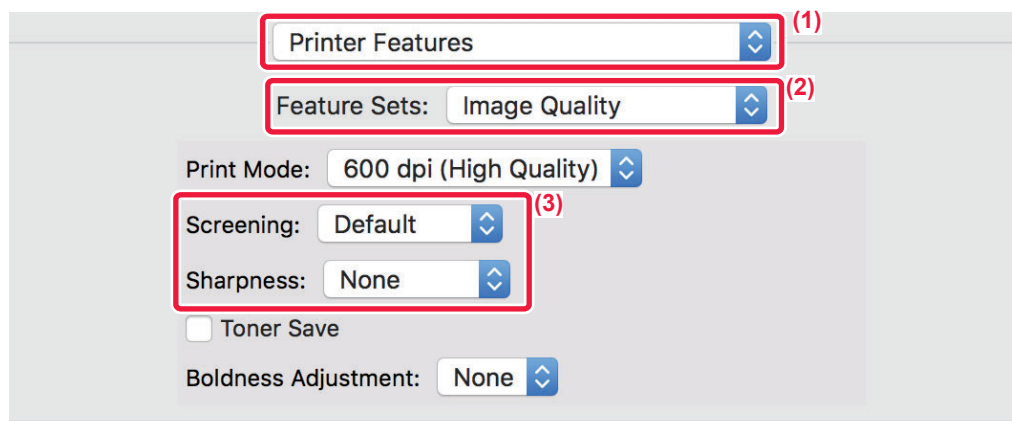 Printer Features (1)
Feature Sets: Image Quality (2)
Print Mode: 600 dpi (High Quality)
(3)
Screening: Default
Sharpness: None
Toner Save
Boldness Adjustment: None